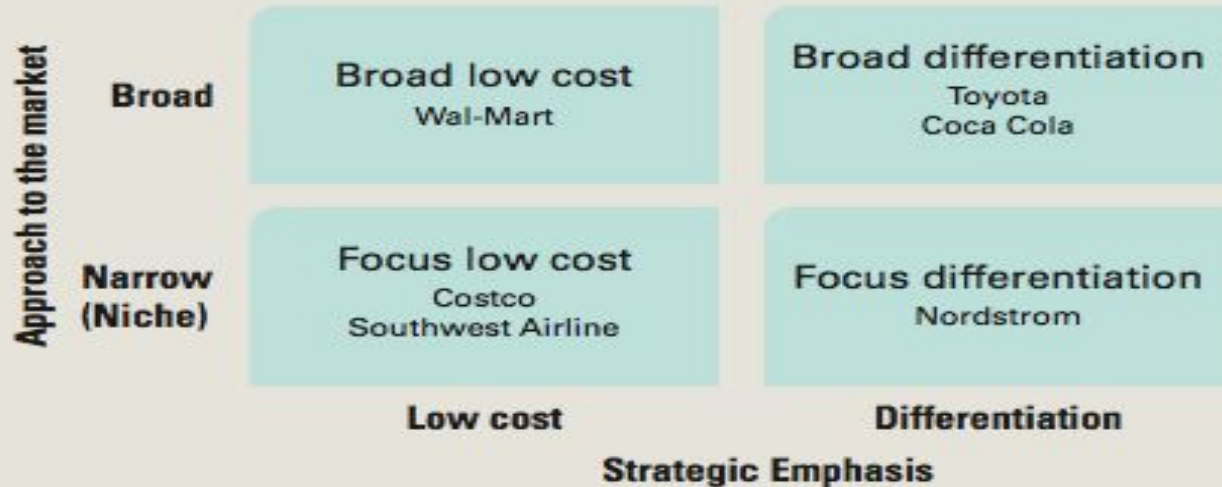 Approach to the market
Broad
Broad low cost
Wal-Mart
Broad differentiation
Toyota
Coca Cola
Narrow
(Niche)
Focus low cost
Costco
Southwest Airline
Focus differentiation
Nordstrom
Low cost
Differentiation
Strategic Emphasis